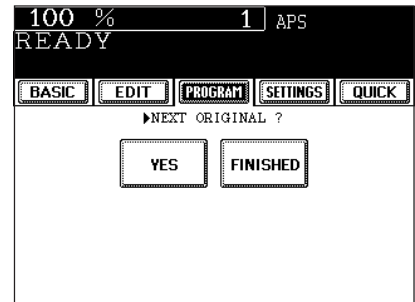 100 % 1 APS
READY
BASIC EDIT PROGRAM SETTINGS QUICK
▶NEXT ORIGINAL ?
YES FINISHED